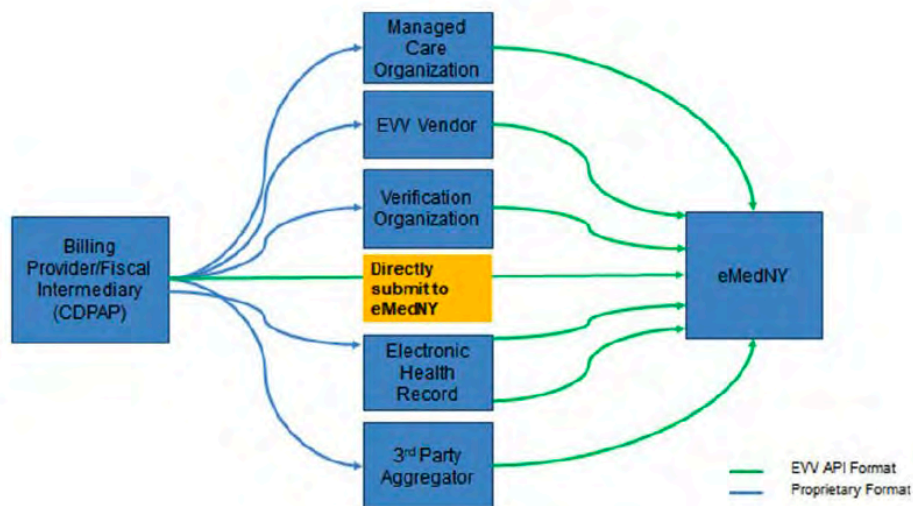 Managed
Care
Organization
EVV Vendor
Verification
Organization
Billing
Provider/Fiscal
Intermediary
(CDPAP)
Directly
submit to
eMedNY
eMedNY
Electronic
Health
Record
3rd Party
Aggregator
EVV API Format
Proprietary Format